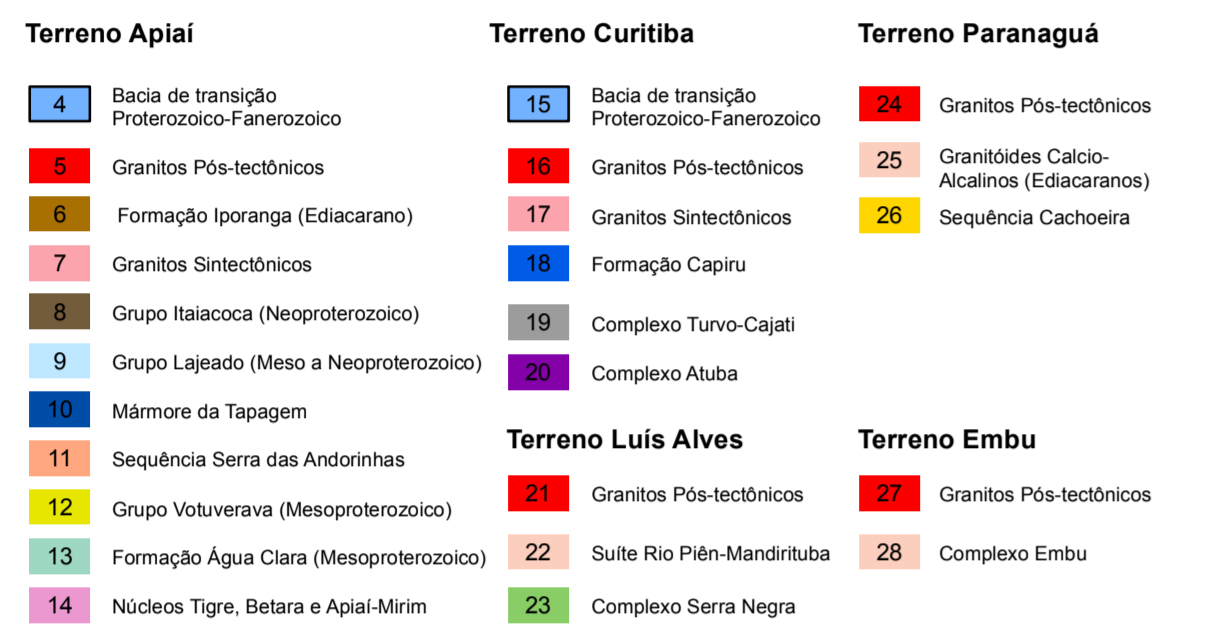 Terreno Apiaí
4
Bacia de transição
Proterozoico-Fanerozoico
5
Granitos Pós-tectônicos
6
Formação Iporanga (Ediacarano)
7
Granitos Sintectônicos
8
Grupo Itaiacoca (Neoproterozoico)
9
Grupo Lajeado (Meso a Neoproterozoico)
10
Mármore da Tapagem
11
Sequência Serra das Andorinhas
12
Grupo Votuverava (Mesoproterozoico)
13
Formação Água Clara (Mesoproterozoico)
14
Núcleos Tigre, Betara e Apiaí-Mirim
Terreno Curitiba
15
Bacia de transição
Proterozoico-Fanerozoico
16
Granitos Pós-tectônicos
17
Granitos Sintectônicos
18
Formação Capiru
19
Complexo Turvo-Cajati
20
Complexo Atuba
Terreno Luís Alves
21
Granitos Pós-tectônicos
22
Suíte Rio Piên-Mandirituba
23
Complexo Serra Negra
Terreno Paranaguá
24
Granitos Pós-tectônicos
25
Granitóides Calcio-
Alcalinos (Ediacaranos)
26
Sequência Cachoeira
Terreno Embu
27
Granitos Pós-tectônicos
28
Complexo Embu